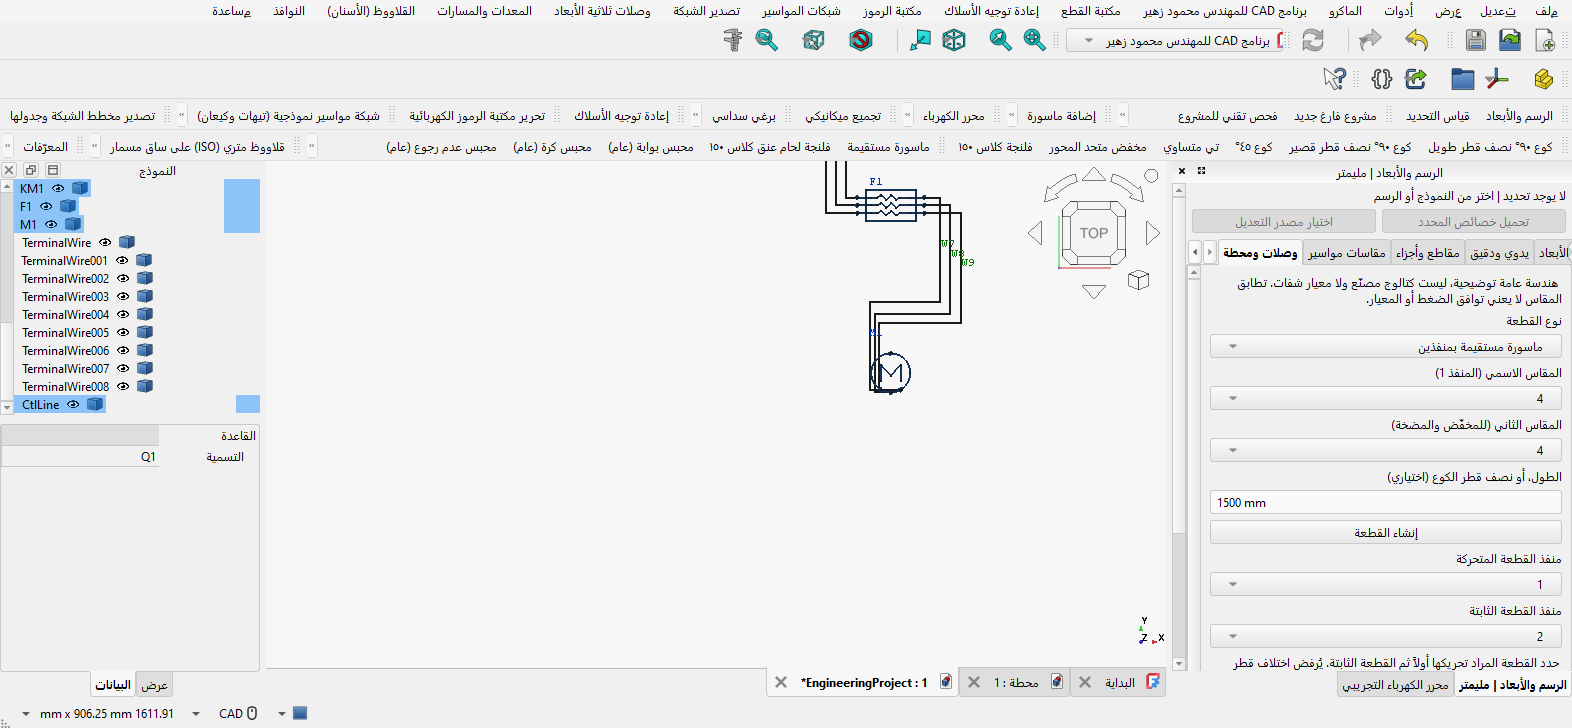 ملف تعديل عرض أدوات الماكرو برنامج CAD للمهندس محمود زهير مكتبة القطع إعادة توجيه الأسلاك مكتبة الرموز شبكات المواسير تصدير الشبكة وصلات ثلاثية الأبعاد المعدات والمسارات القلاووظ (الأسنان) النوافذ مساعدة
برنامج CAD للمهندس محمود زهير
الرسم والأبعاد قياس التحديد مشروع فارغ جديد فحص تقني للمشروع » إضافة ماسورة » محرر الكهرباء » تجميع ميكانيكي برغي سداسي » إعادة توجيه الأسلاك تحرير مكتبة الرموز الكهربائية شبكة مواسير نموذجية (تيهات وكيعان) » تصدير مخطط الشبكة وجدولها
كوع ٩٠° نصف قطر طويل كوع ٩٠° نصف قطر قصير كوع ٤٥° تي متساوي مخفض متحد المحور فلنجة كلاس ١٥٠ ماسورة مستقيمة فلنجة لحام عنق كلاس ١٥٠ محبس بوابة (عام) محبس كرة (عام) محبس عدم رجوع (عام) » قلاووظ متري (ISO) على ساق مسمار » المعرّفات »
النموذج
KM1
F1
M1
TerminalWire
TerminalWire001
TerminalWire002
TerminalWire003
TerminalWire004
TerminalWire005
TerminalWire006
TerminalWire007
TerminalWire008
CtlLine
القاعدة
التسمية Q1
عرض البيانات
F1
W7
W8
W9
M
TOP
Y
Z X
الرسم والأبعاد | مليمتر
لا يوجد تحديد | اختر من النموذج أو الرسم
تحميل خصائص المحدد اختيار مصدر التعديل
الأبعاد يدوي ودقيق مقاطع وأجزاء مقاسات مواسير وصلات ومحطة
هندسة عامة توضيحية، ليست كتالوج مصنّع ولا معيار شفات. تطابق
المقاس لا يعني توافق الضغط أو المعيار.
نوع القطعة
ماسورة مستقيمة بمنفذين
المقاس الاسمي (المنفذ 1)
4
المقاس الثاني (للمخفّض والمضخة)
4
الطول، أو نصف قطر الكوع (اختياري)
1500 mm
إنشاء القطعة
منفذ القطعة المتحركة
1
منفذ القطعة الثابتة
2
حدد القطعة المراد تحريكها أولاً ثم القطعة الثابتة. يُرفض اختلاف قطر
الرسم والأبعاد | مليمتر محرر الكهرباء التجريبي
البداية محطة : 1 EngineeringProject : 1*
1611.91 mm x 906.25 mm CAD